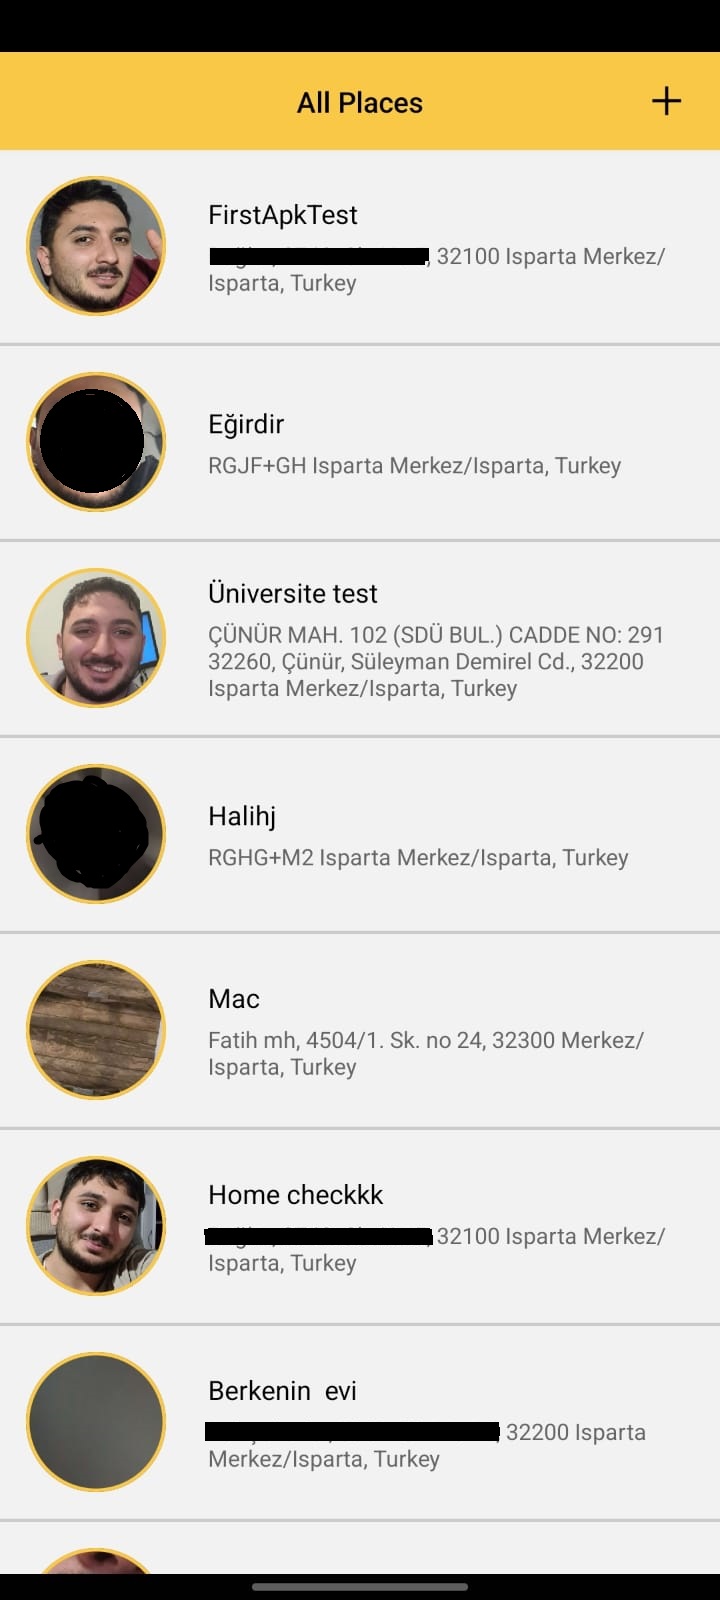 All Places
FirstApkTest
, 32100 Isparta Merkez/
Isparta, Turkey
Eğirdir
RGJF+GH Isparta Merkez/Isparta, Turkey
Üniversite test
ÇÜNÜR MAH. 102 (SDÜ BUL.) CADDE NO: 291
32260, Çünür, Süleyman Demirel Cd., 32200
Isparta Merkez/Isparta, Turkey
Halihj
RGHG+M2 Isparta Merkez/Isparta, Turkey
Mac
Fatih mh, 4504/1. Sk. no 24, 32300 Merkez/
Isparta, Turkey
Home checkkk
32100 Isparta Merkez/
Isparta, Turkey
Berkenin  evi
, 32200 Isparta
Merkez/Isparta, Turkey